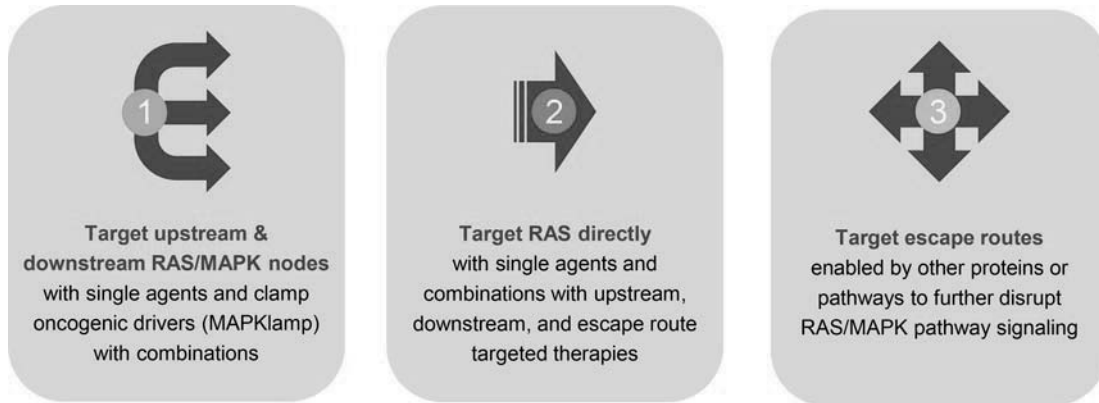 1
Target upstream &
downstream RAS/MAPK nodes
with single agents and clamp
oncogenic drivers (MAPKlamp)
with combinations
2
Target RAS directly
with single agents and
combinations with upstream,
downstream, and escape route
targeted therapies
3
Target escape routes
enabled by other proteins or
pathways to further disrupt
RAS/MAPK pathway signaling